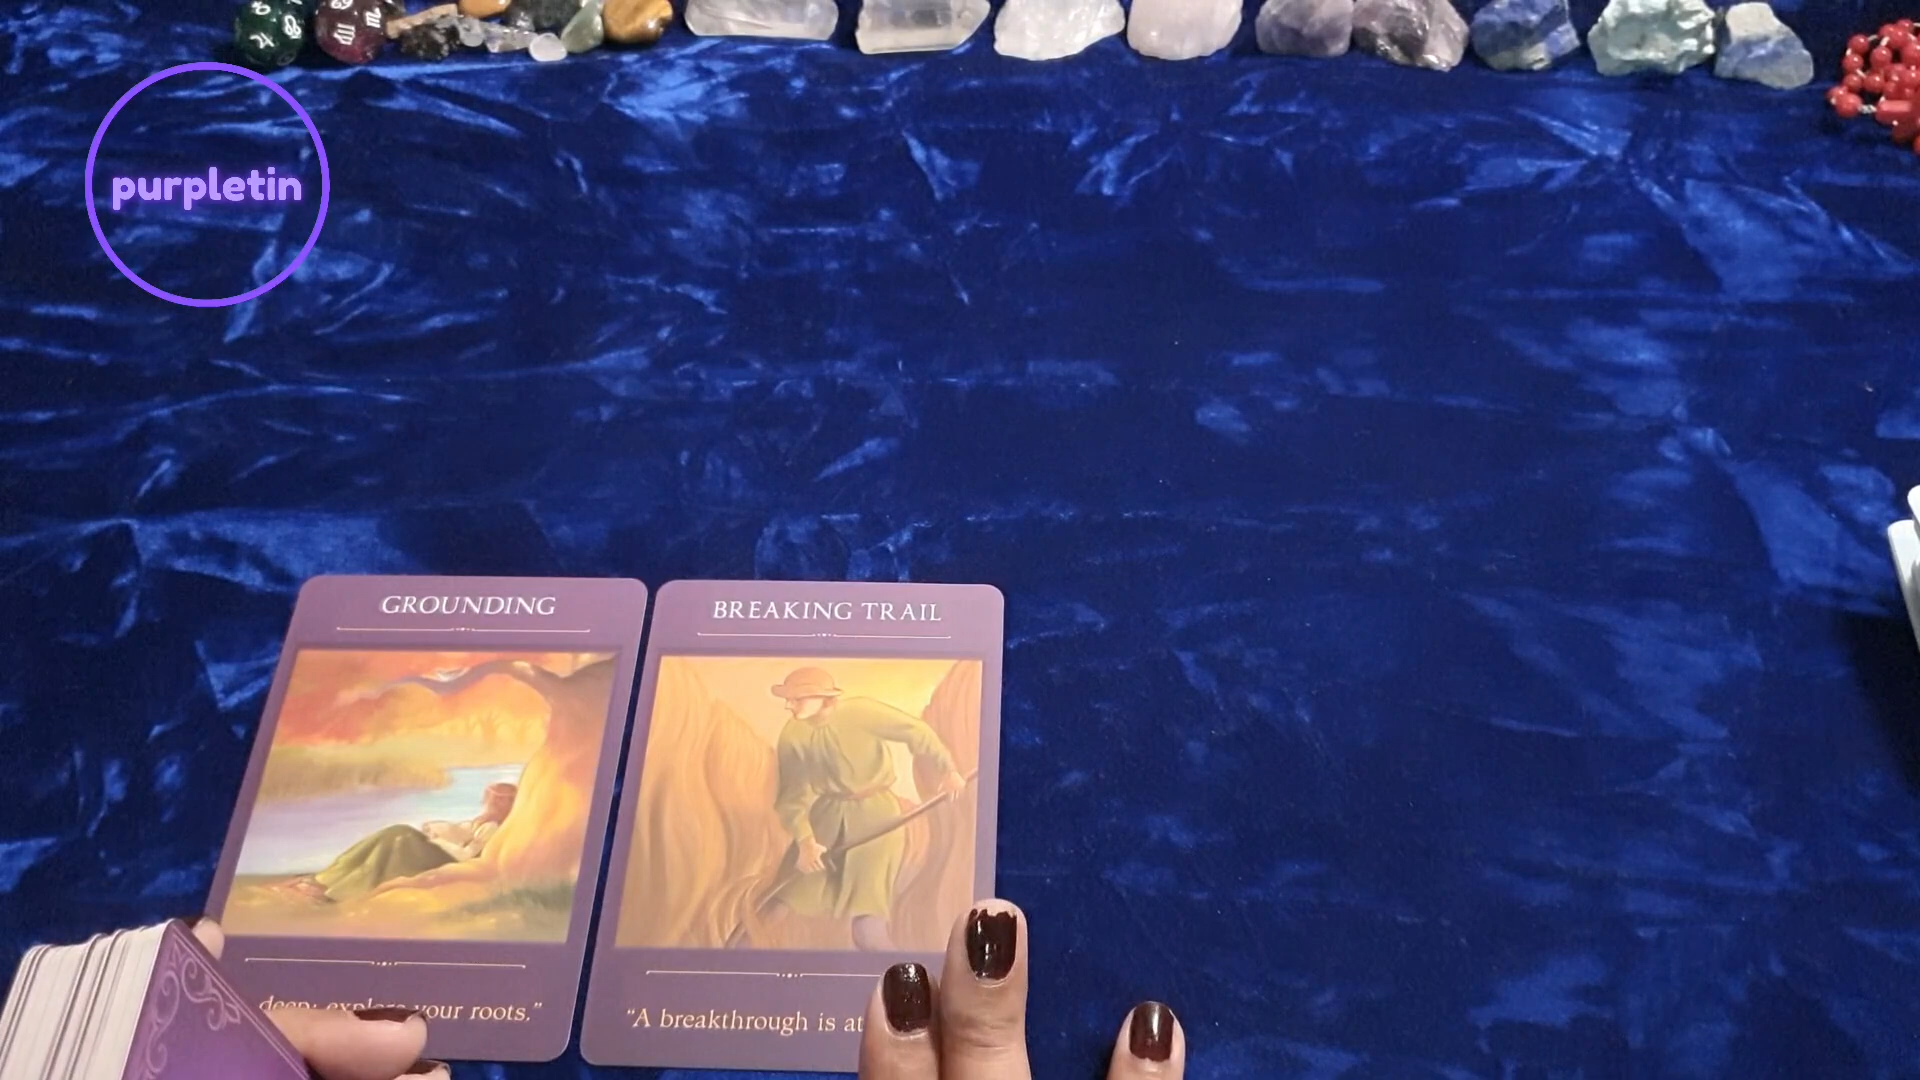 purpletin
GROUNDING
BREAKING TRAIL
deep; explore your roots."
"A breakthrough is at